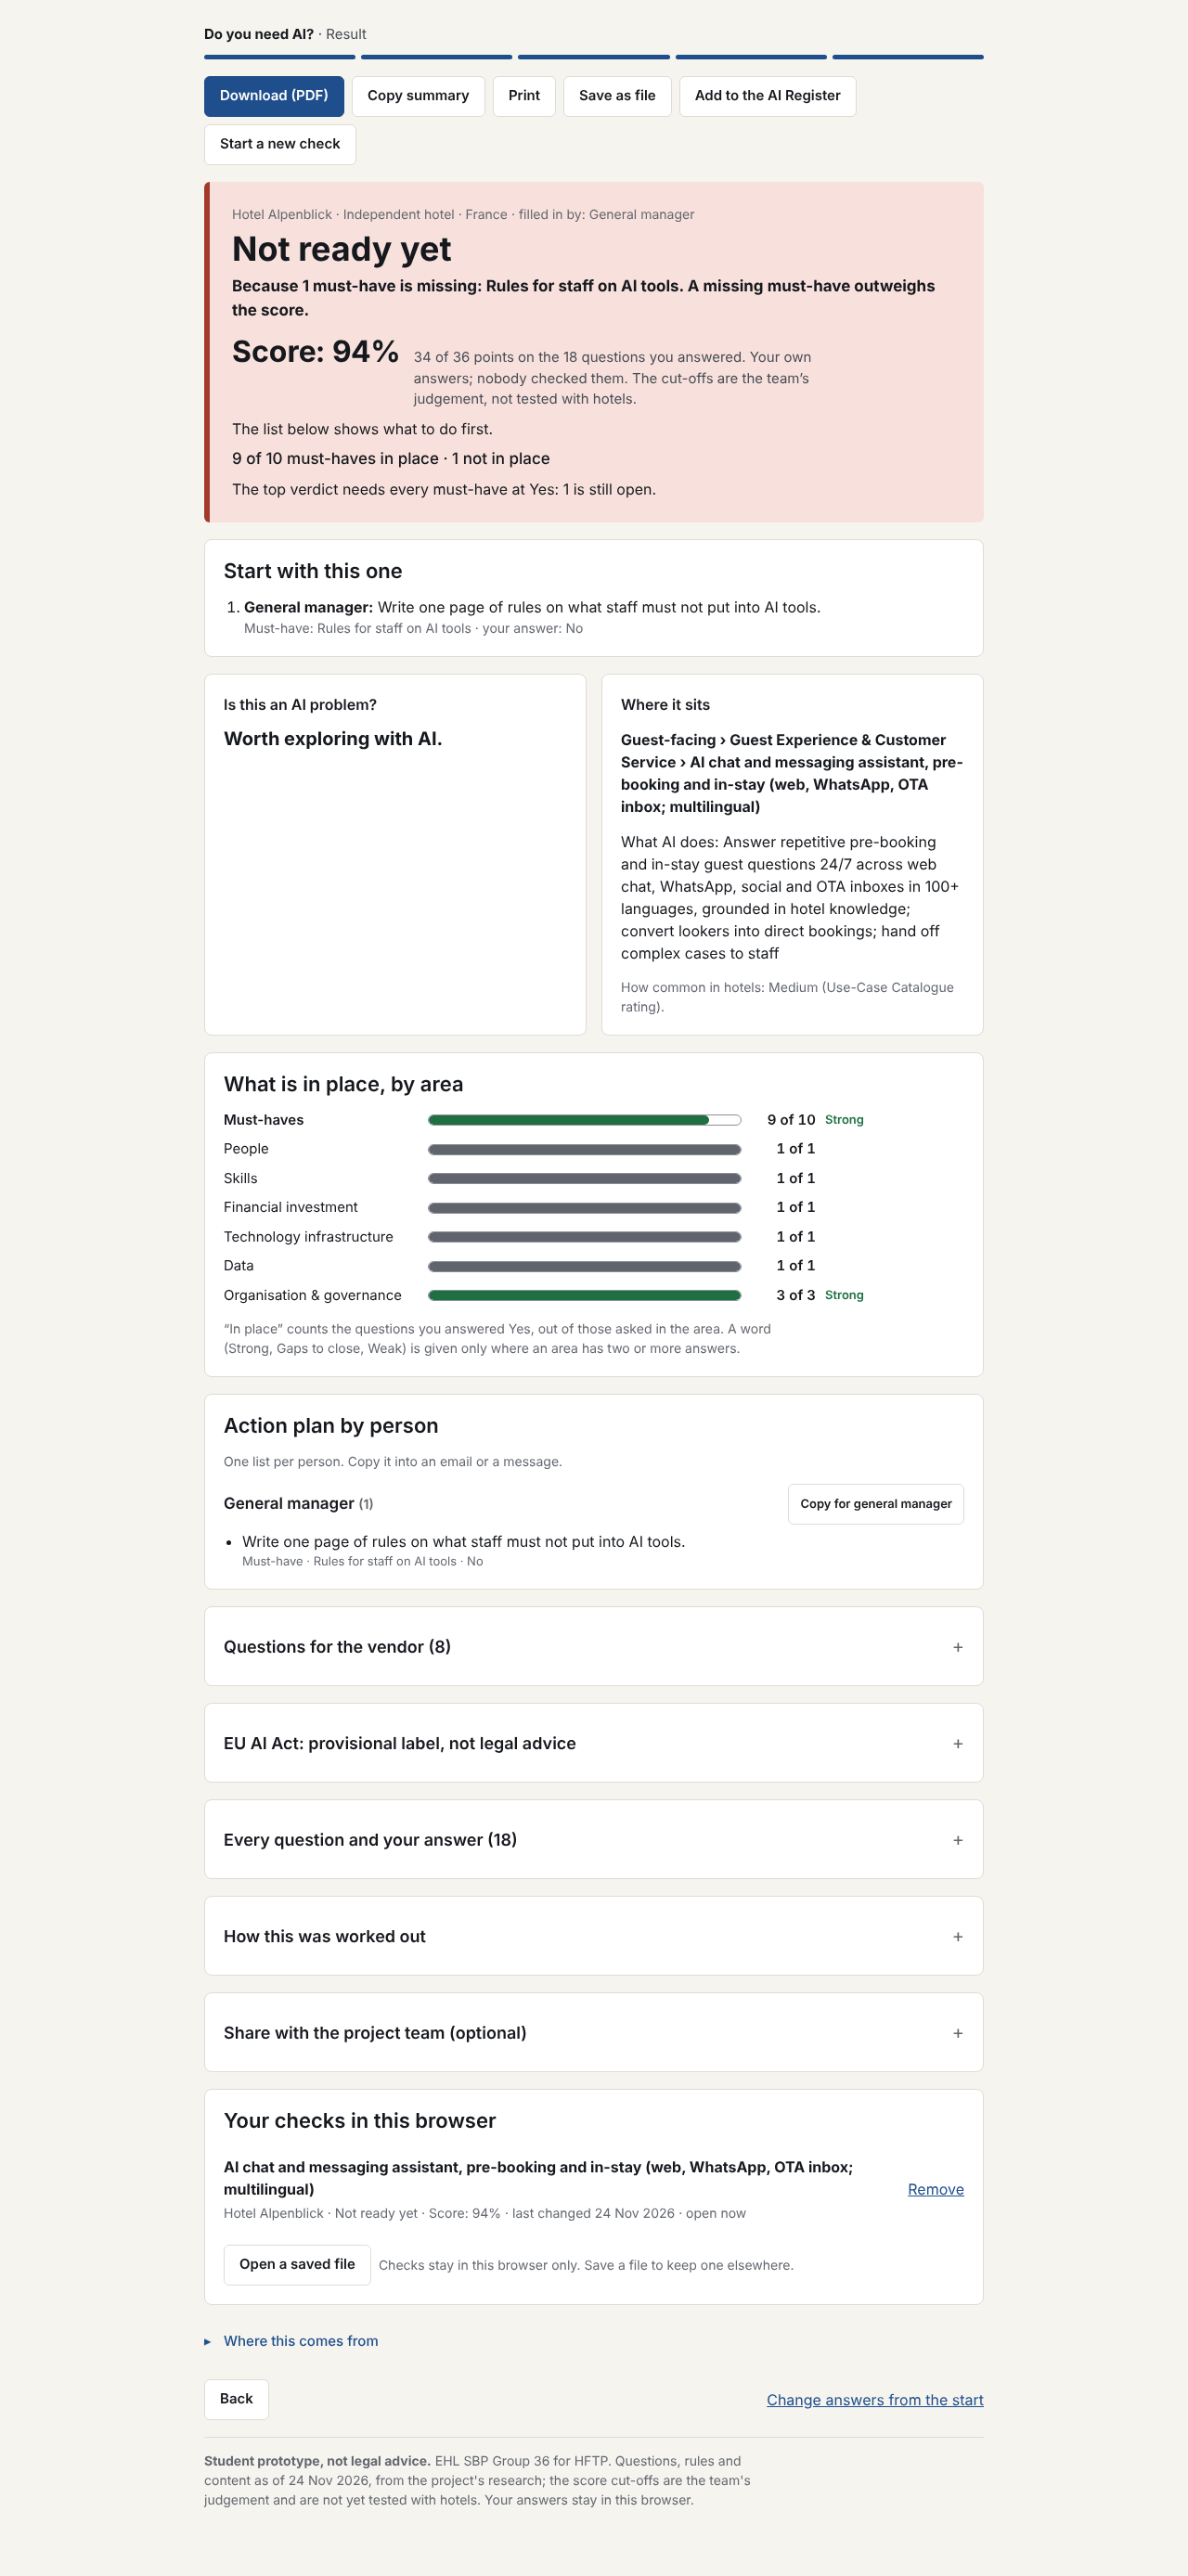 Do you need AI? · Result
Download (PDF)
Copy summary
Print
Save as file
Add to the AI Register
Start a new check
Hotel Alpenblick · Independent hotel · France · filled in by: General manager
Not ready yet
Because 1 must-have is missing: Rules for staff on AI tools. A missing must-have outweighs
the score.
Score: 94%
34 of 36 points on the 18 questions you answered. Your own
answers; nobody checked them. The cut-offs are the team’s
judgement, not tested with hotels.
The list below shows what to do first.
9 of 10 must-haves in place · 1 not in place
The top verdict needs every must-have at Yes: 1 is still open.
Start with this one
1. General manager: Write one page of rules on what staff must not put into AI tools.
Must-have: Rules for staff on AI tools · your answer: No
Is this an AI problem?
Worth exploring with AI.
Where it sits
Guest-facing › Guest Experience & Customer
Service › AI chat and messaging assistant, pre-
booking and in-stay (web, WhatsApp, OTA
inbox; multilingual)
What AI does: Answer repetitive pre-booking
and in-stay guest questions 24/7 across web
chat, WhatsApp, social and OTA inboxes in 100+
languages, grounded in hotel knowledge;
convert lookers into direct bookings; hand off
complex cases to staff
How common in hotels: Medium (Use-Case Catalogue
rating).
What is in place, by area
Must-haves 9 of 10 Strong
People 1 of 1
Skills 1 of 1
Financial investment 1 of 1
Technology infrastructure 1 of 1
Data 1 of 1
Organisation & governance 3 of 3 Strong
“In place” counts the questions you answered Yes, out of those asked in the area. A word
(Strong, Gaps to close, Weak) is given only where an area has two or more answers.
Action plan by person
One list per person. Copy it into an email or a message.
General manager (1)
Copy for general manager
• Write one page of rules on what staff must not put into AI tools.
Must-have · Rules for staff on AI tools · No
Questions for the vendor (8) +
EU AI Act: provisional label, not legal advice +
Every question and your answer (18) +
How this was worked out +
Share with the project team (optional) +
Your checks in this browser
AI chat and messaging assistant, pre-booking and in-stay (web, WhatsApp, OTA inbox;
multilingual)
Remove
Hotel Alpenblick · Not ready yet · Score: 94% · last changed 24 Nov 2026 · open now
Open a saved file
Checks stay in this browser only. Save a file to keep one elsewhere.
▸ Where this comes from
Back
Change answers from the start
Student prototype, not legal advice. EHL SBP Group 36 for HFTP. Questions, rules and
content as of 24 Nov 2026, from the project's research; the score cut-offs are the team's
judgement and are not yet tested with hotels. Your answers stay in this browser.